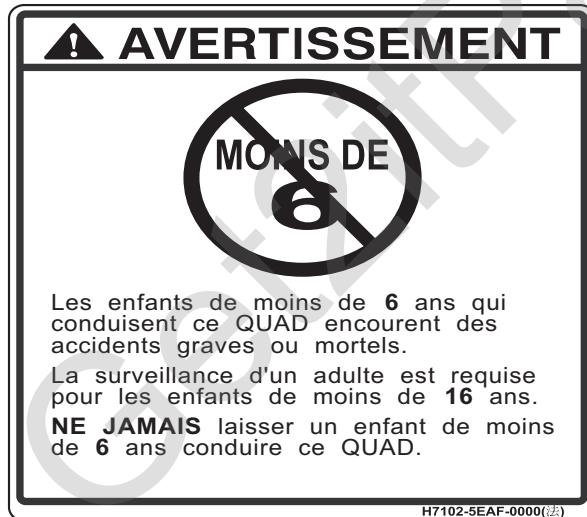 AVERTISSEMENT
MOINS DE
6
Les enfants de moins de 6 ans qui
conduisent ce QUAD encourent des
accidents graves ou mortels.
La surveillance d'un adulte est requise
pour les enfants de moins de 16 ans.
NE JAMAIS laisser un enfant de moins
de 6 ans conduire ce QUAD.
H7102-5EAF-0000(法)